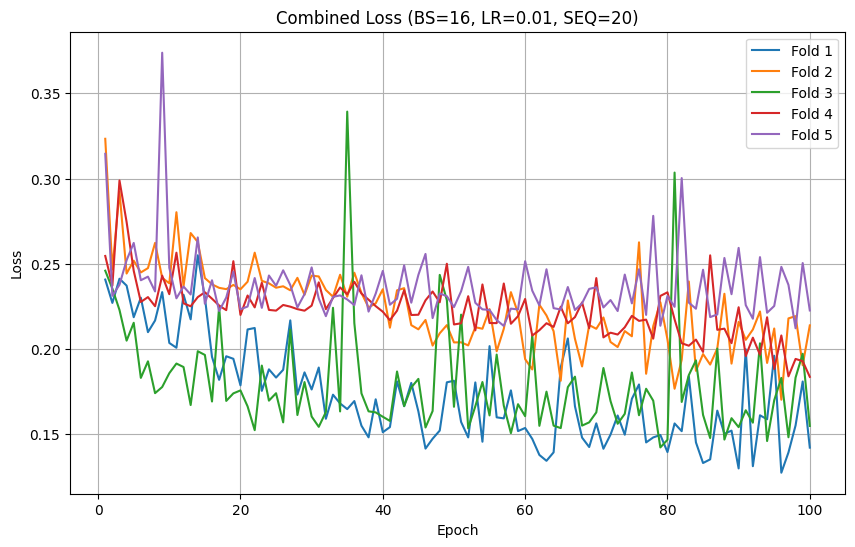 Combined Loss (BS=16, LR=0.01, SEQ=20)
Fold 1
Fold 2
Fold 3
Fold 4
Fold 5
Loss
0.35
0.30
0.25
0.20
0.15
0
20
40
60
80
100
Epoch